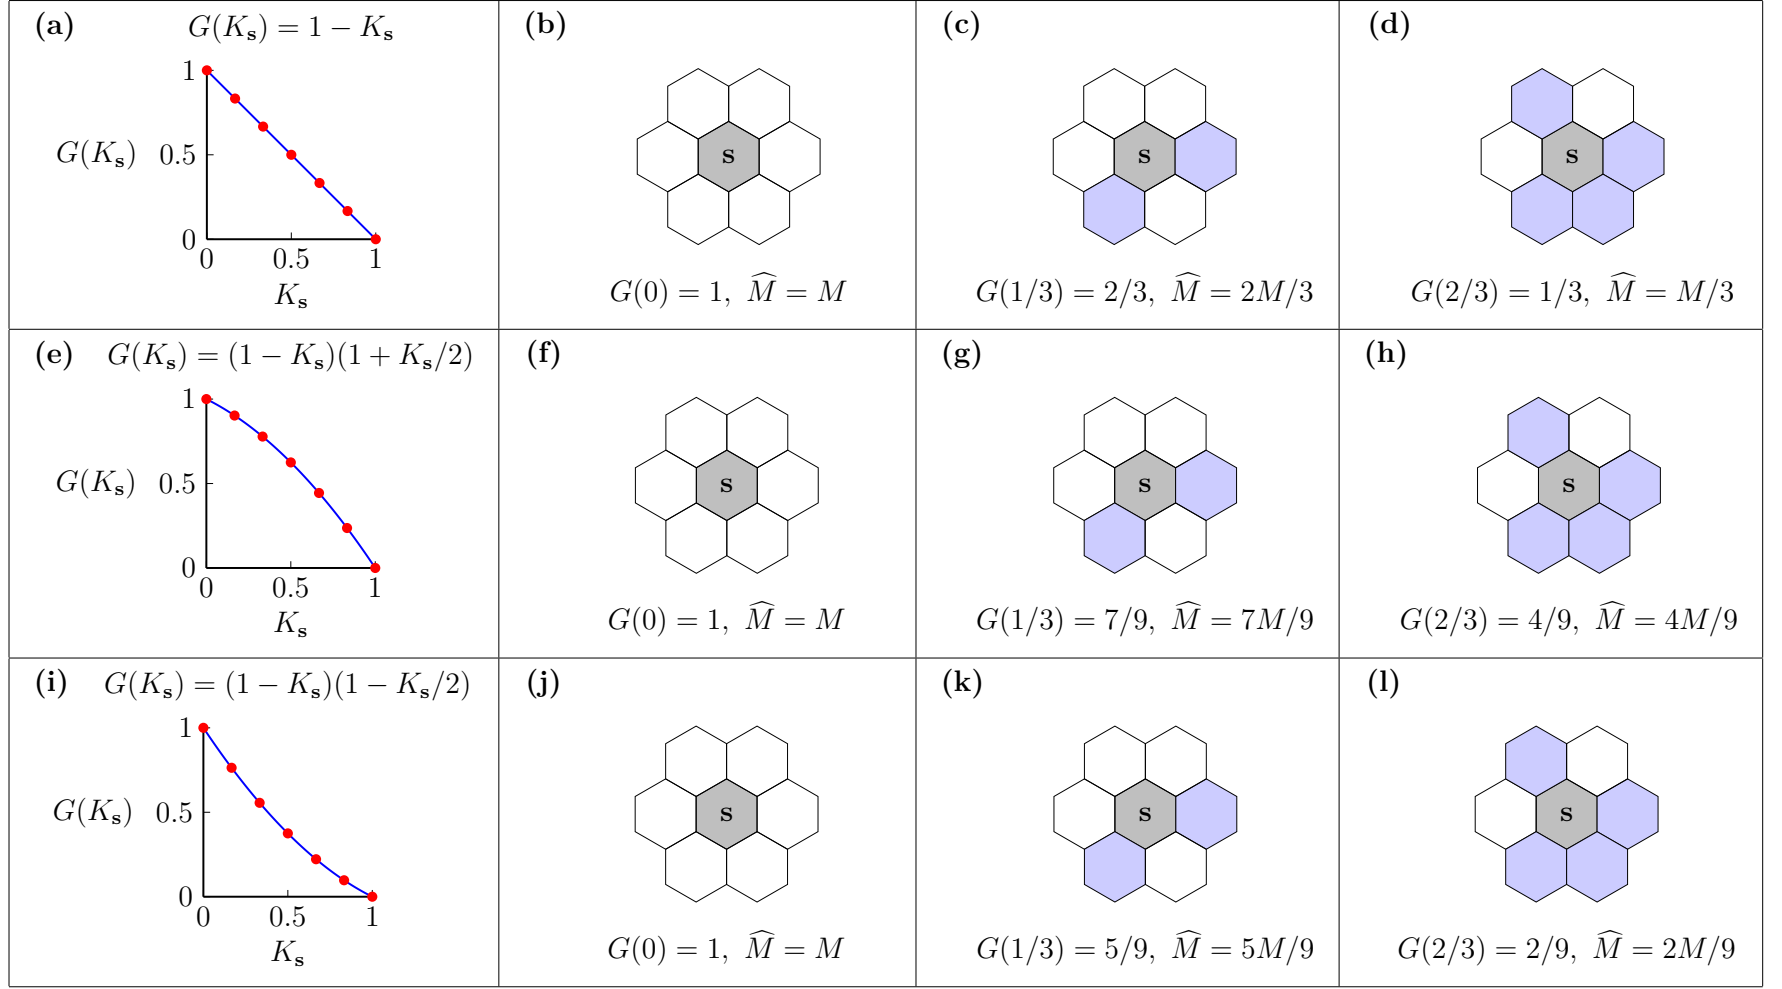 (a) G(K_s) = 1 − K_s
1
G(K_s) 0.5
0
0 0.5 1
K_s
(b)
s
G(0) = 1, M̂ = M
(c)
s
G(1/3) = 2/3, M̂ = 2M/3
(d)
s
G(2/3) = 1/3, M̂ = M/3
(e) G(K_s) = (1 − K_s)(1 + K_s/2)
1
G(K_s) 0.5
0
0 0.5 1
K_s
(f)
s
G(0) = 1, M̂ = M
(g)
s
G(1/3) = 7/9, M̂ = 7M/9
(h)
s
G(2/3) = 4/9, M̂ = 4M/9
(i) G(K_s) = (1 − K_s)(1 − K_s/2)
1
G(K_s) 0.5
0
0 0.5 1
K_s
(j)
s
G(0) = 1, M̂ = M
(k)
s
G(1/3) = 5/9, M̂ = 5M/9
(l)
s
G(2/3) = 2/9, M̂ = 2M/9